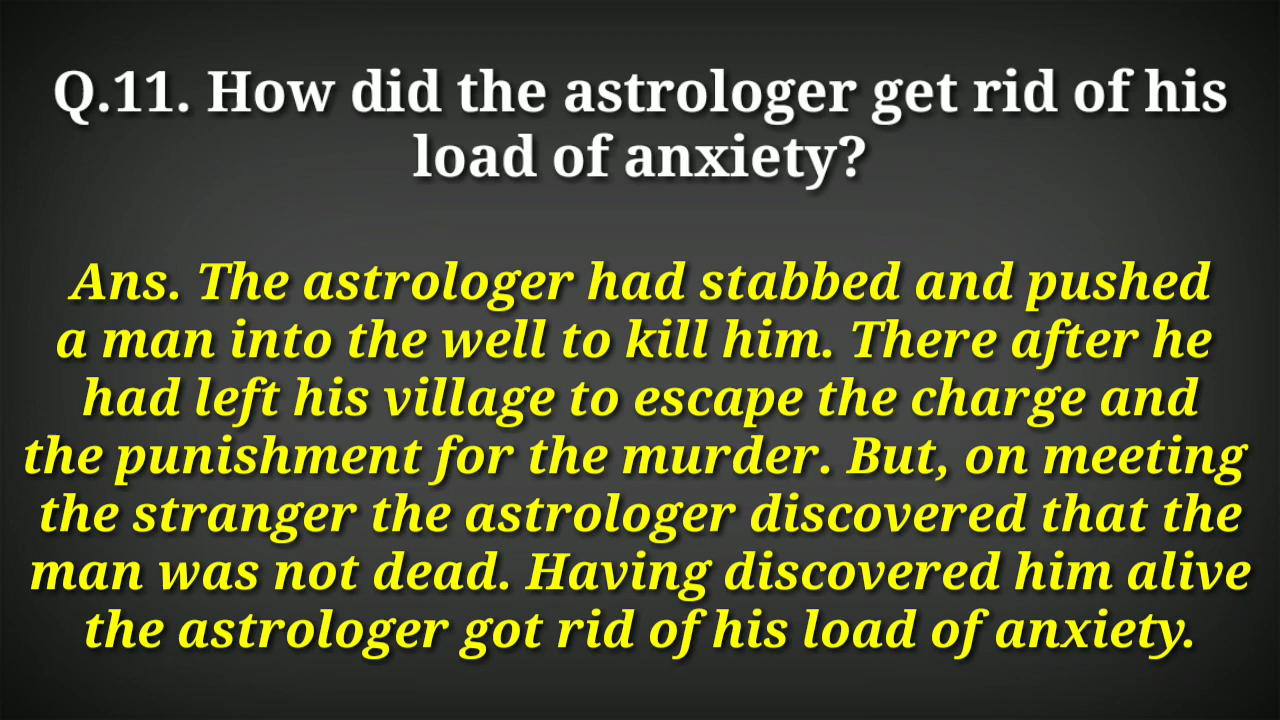 Q.11. How did the astrologer get rid of his
load of anxiety?
Ans. The astrologer had stabbed and pushed
a man into the well to kill him. There after he
had left his village to escape the charge and
the punishment for the murder. But, on meeting
the stranger the astrologer discovered that the
man was not dead. Having discovered him alive
the astrologer got rid of his load of anxiety.